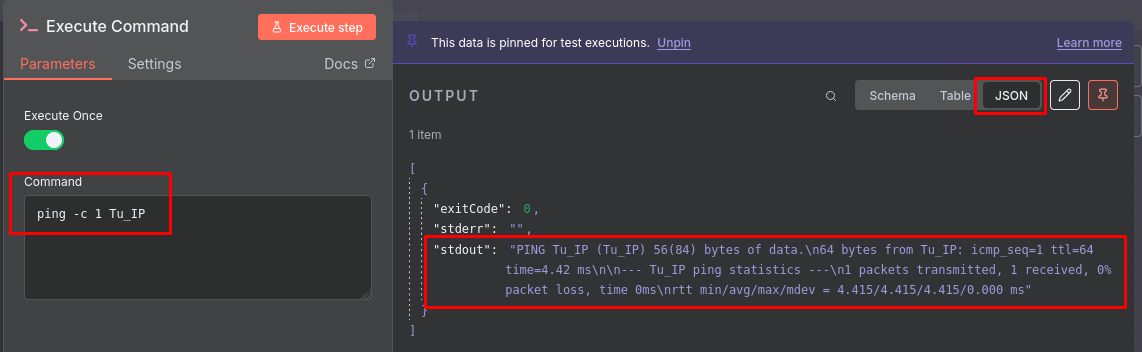 Execute Command
Execute step
Parameters
Settings
Docs
Execute Once
Command
ping -c 1 Tu_IP
This data is pinned for test executions. Unpin
Learn more
OUTPUT
Schema
Table
JSON
1 item
[
{
"exitCode": 0,
"stderr": "",
"stdout": "PING Tu_IP (Tu_IP) 56(84) bytes of data.\n64 bytes from Tu_IP: icmp_seq=1 ttl=64
time=4.42 ms\n\n--- Tu_IP ping statistics ---\n1 packets transmitted, 1 received, 0%
packet loss, time 0ms\nrtt min/avg/max/mdev = 4.415/4.415/4.415/0.000 ms"
}
]